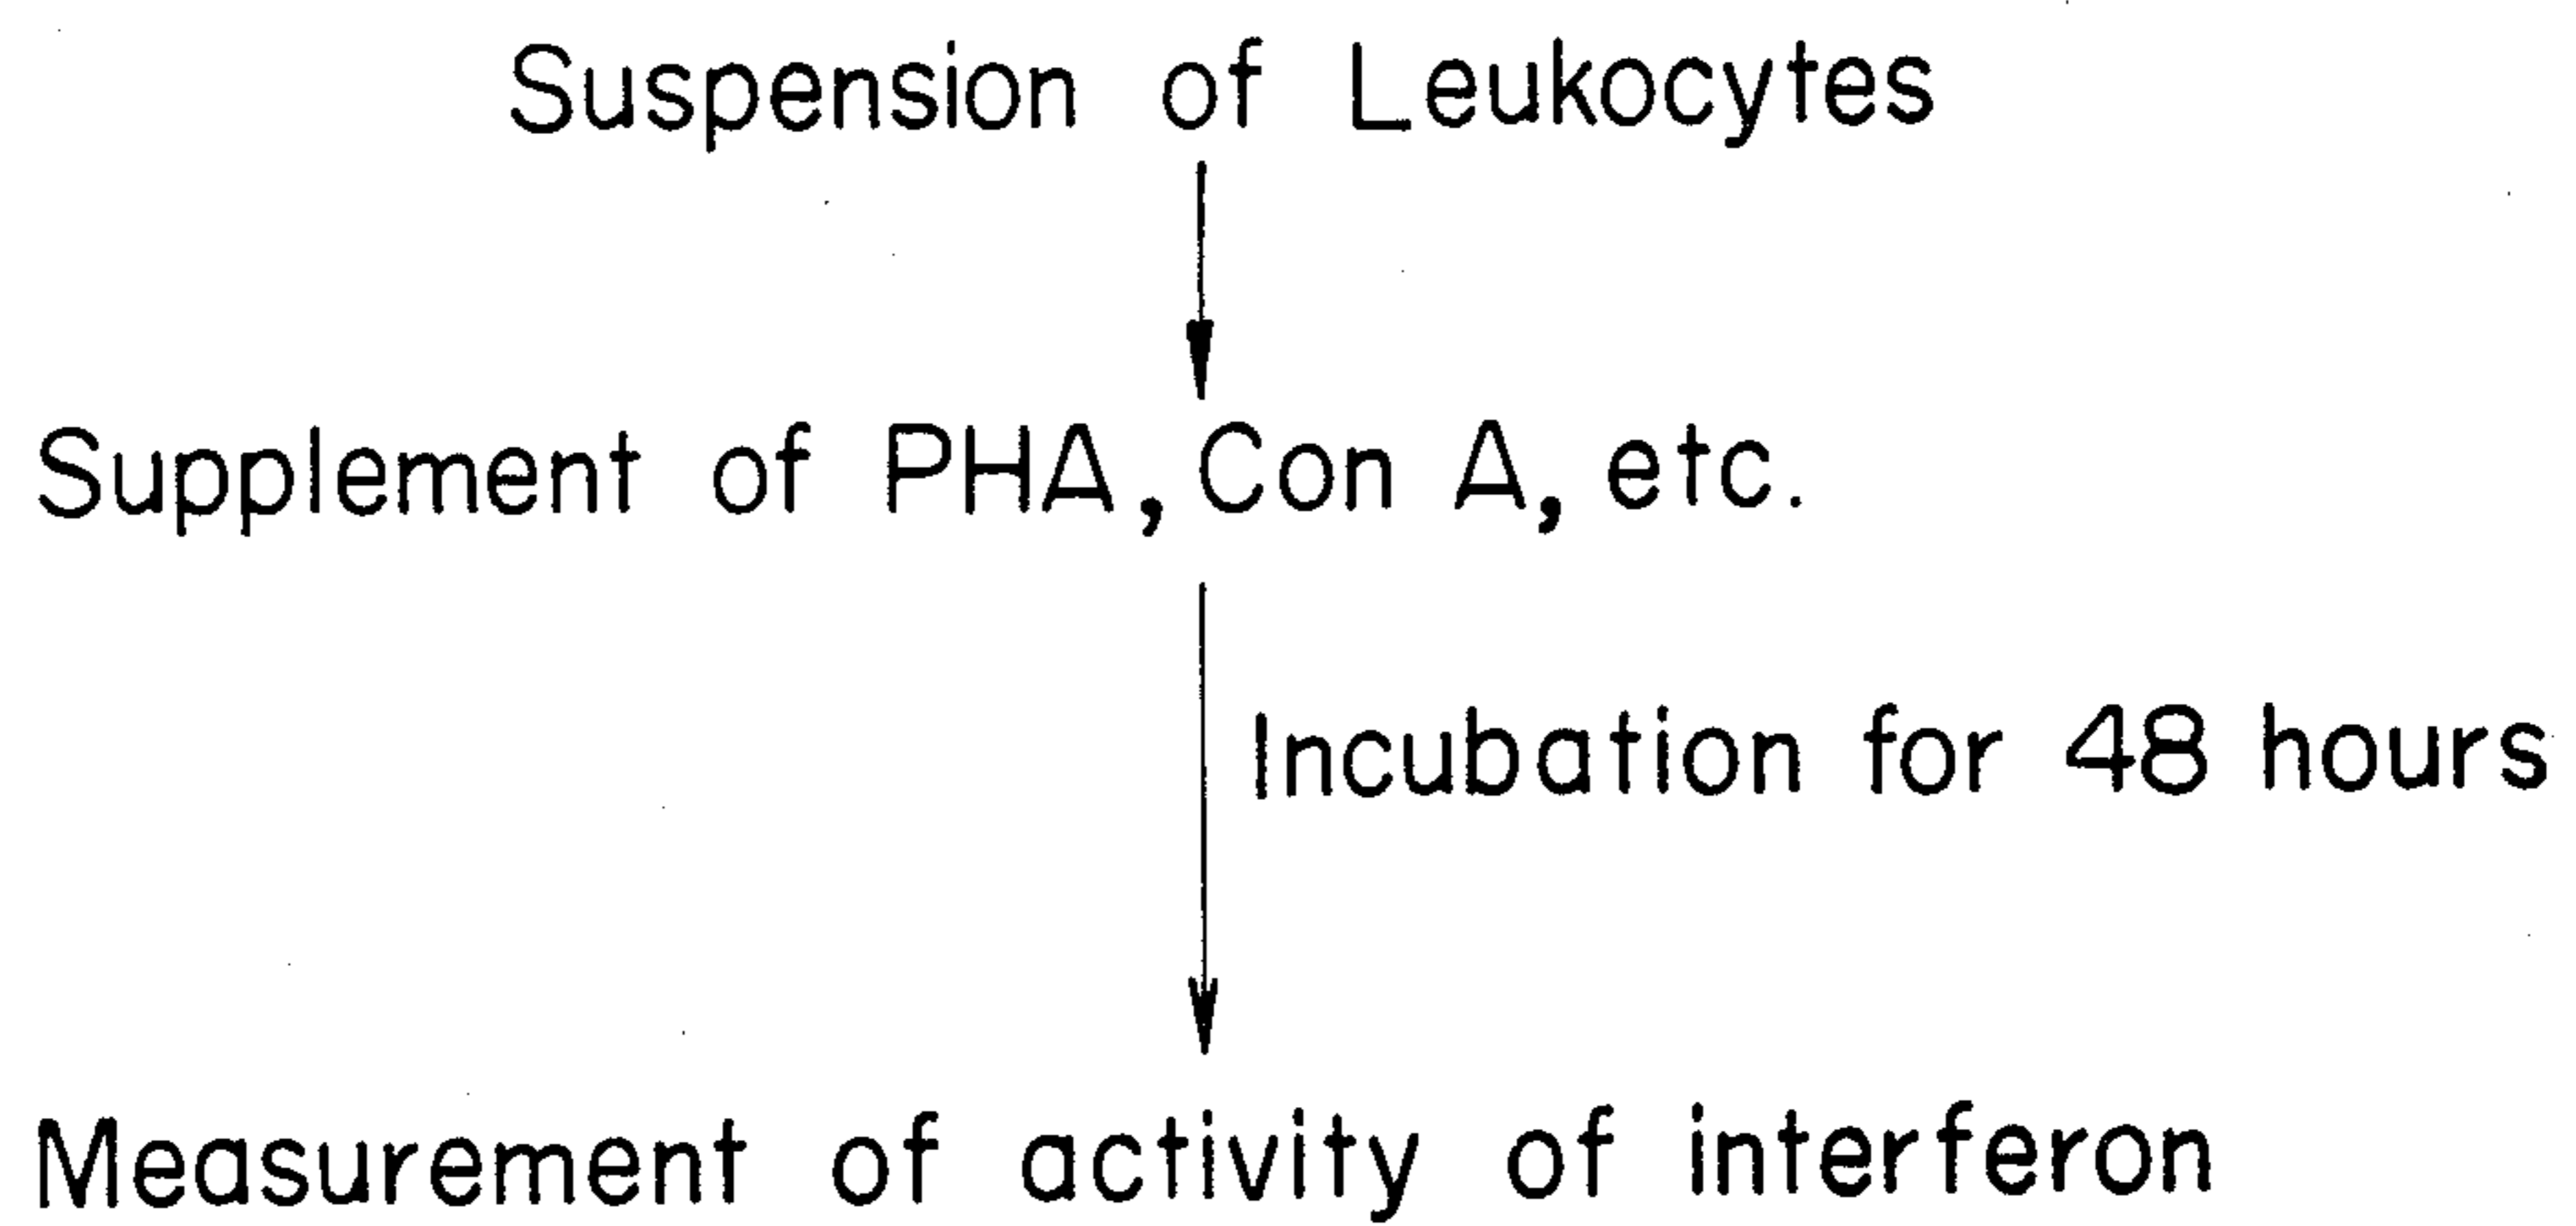 Suspension of Leukocytes
Supplement of PHA, Con A, etc.
Incubation for 48 hours
Measurement of activity of interferon